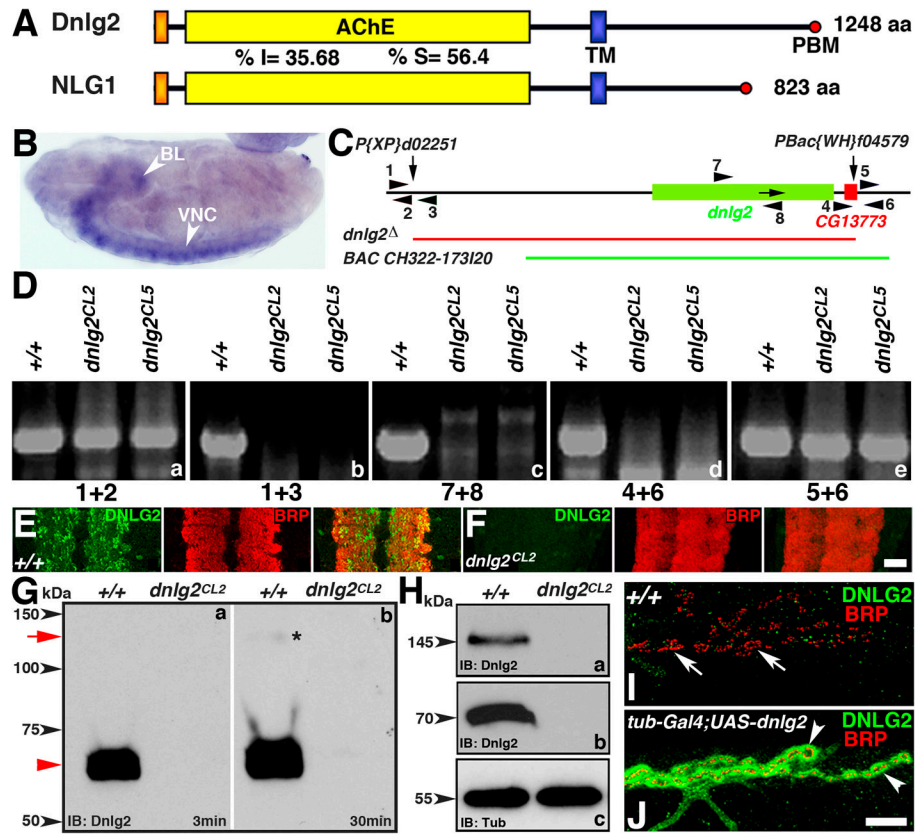 A
Dnlg2
AChE
1248 aa
% I= 35.68 % S= 56.4
TM
PBM
NLG1
823 aa
B
BL
VNC
C
P{XP}d02251
PBac{WH}f04579
1
7
5
2
3
dnlg2
8
4
6
CG13773
dnlg2Δ
BAC CH322-173I20
D
+/+ dnlg2CL2 dnlg2CL5 +/+ dnlg2CL2 dnlg2CL5 +/+ dnlg2CL2 dnlg2CL5 +/+ dnlg2CL2 dnlg2CL5 +/+ dnlg2CL2 dnlg2CL5
a b c d e
1+2 1+3 7+8 4+6 5+6
E
DNLG2
BRP
+/+
F
DNLG2
BRP
dnlg2CL2
G
kDa
+/+ dnlg2CL2 +/+ dnlg2CL2
a
b
150
*
100
75
50
IB: Dnlg2 3min
30min
H
kDa
+/+ dnlg2CL2
145
IB: Dnlg2
a
70
IB: Dnlg2
b
55
IB: Tub
c
+/+
DNLG2
BRP
I
tub-Gal4;UAS-dnlg2
DNLG2
BRP
J